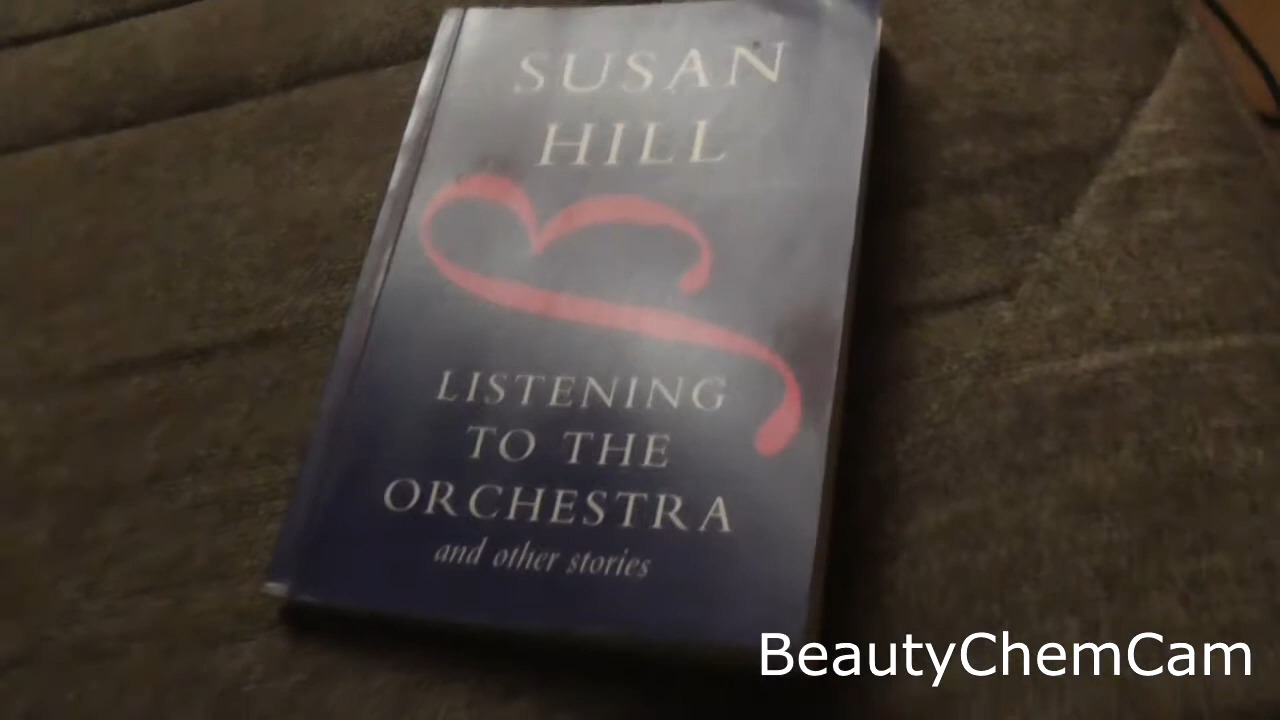 SUSAN
HILL
LISTENING
TO THE
ORCHESTRA
and other stories
BeautyChemCam